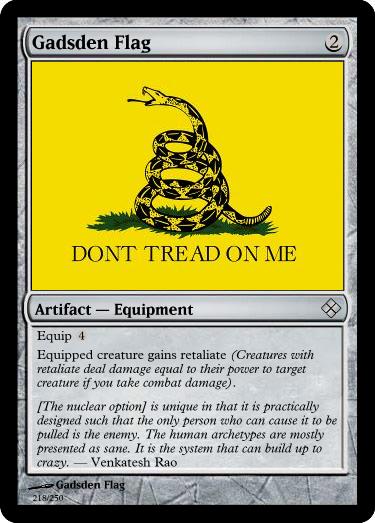 Gadsden Flag 2
DONT TREAD ON ME
Artifact — Equipment
Equip 4
Equipped creature gains retaliate (Creatures with
retaliate deal damage equal to their power to target
creature if you take combat damage).
[The nuclear option] is unique in that it is practically
designed such that the only person who can cause it to be
pulled is the enemy. The human archetypes are mostly
presented as sane. It is the system that can build up to
crazy. — Venkatesh Rao
Gadsden Flag
218/250